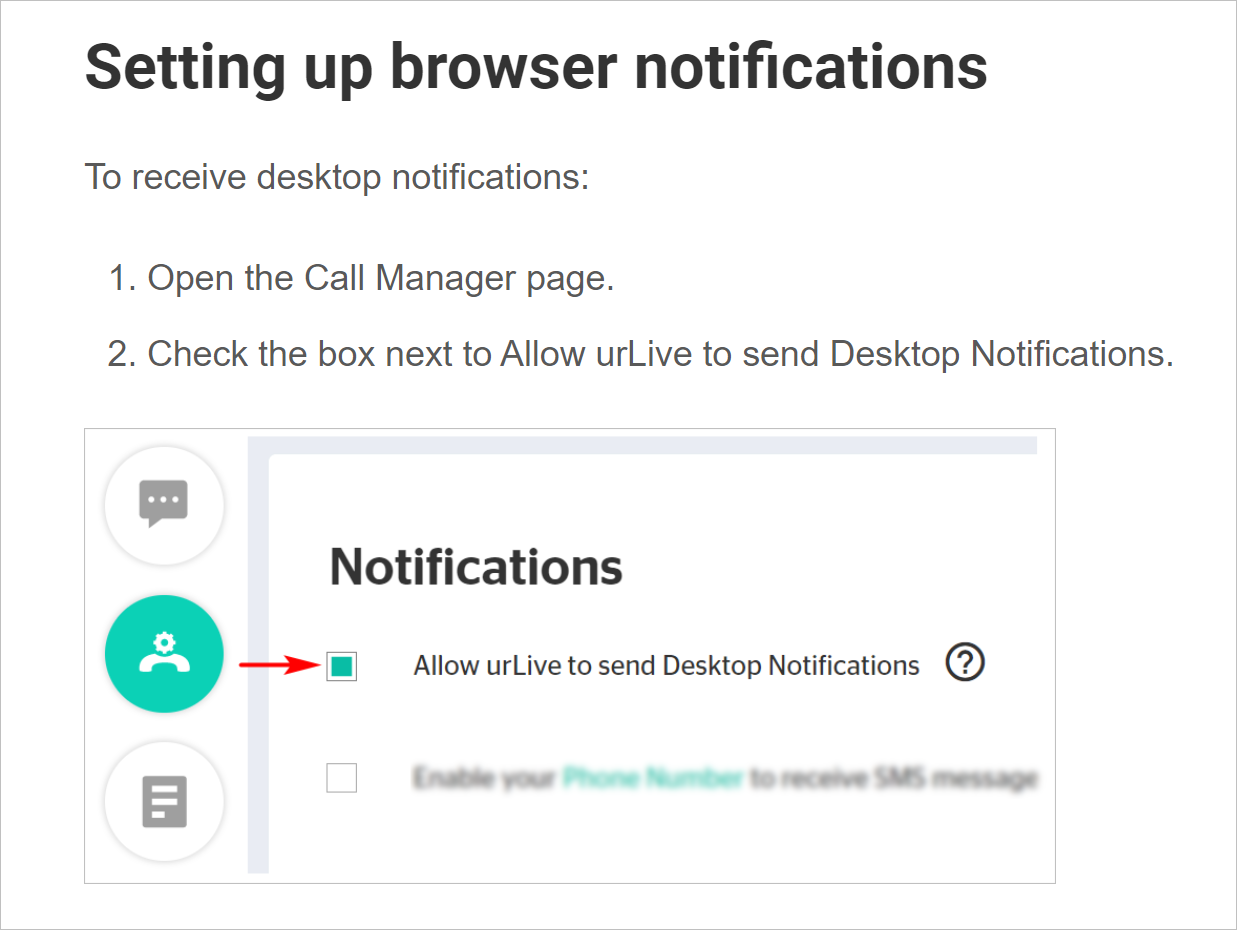 Setting up browser notifications
To receive desktop notifications:
1. Open the Call Manager page.
2. Check the box next to Allow urLive to send Desktop Notifications.
Notifications
Allow urLive to send Desktop Notifications ?
Enable your Phone Number to receive SMS message